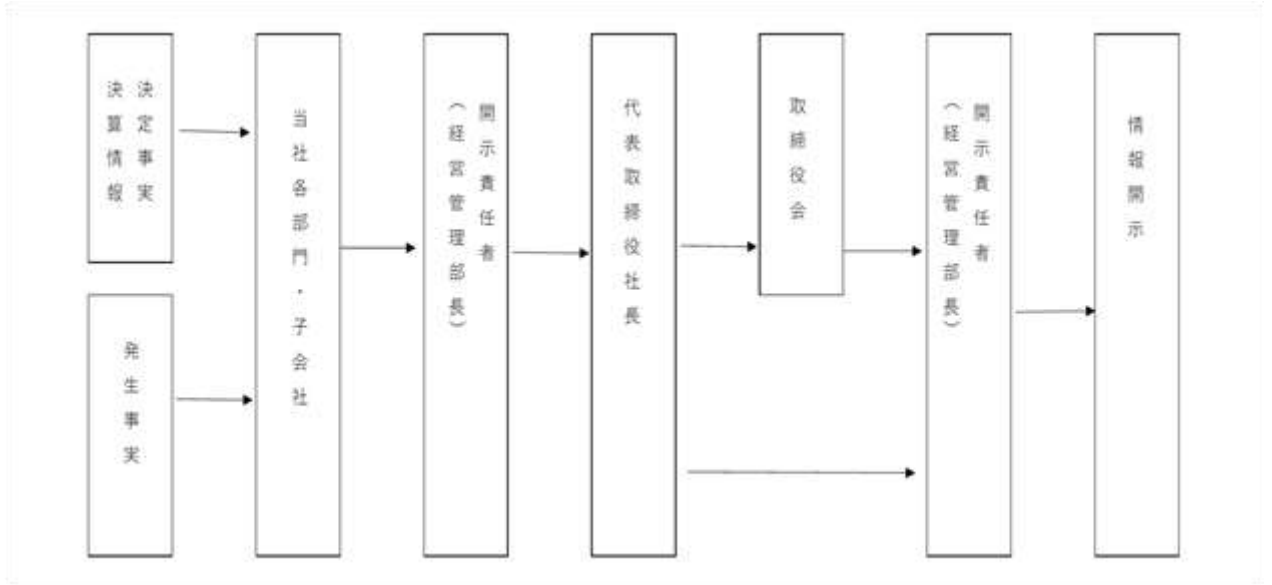 決定事実
決算情報
発生事実
当社各部門・子会社
開示責任者
（経営管理部長）
代表取締役社長
取締役会
開示責任者
（経営管理部長）
情報開示